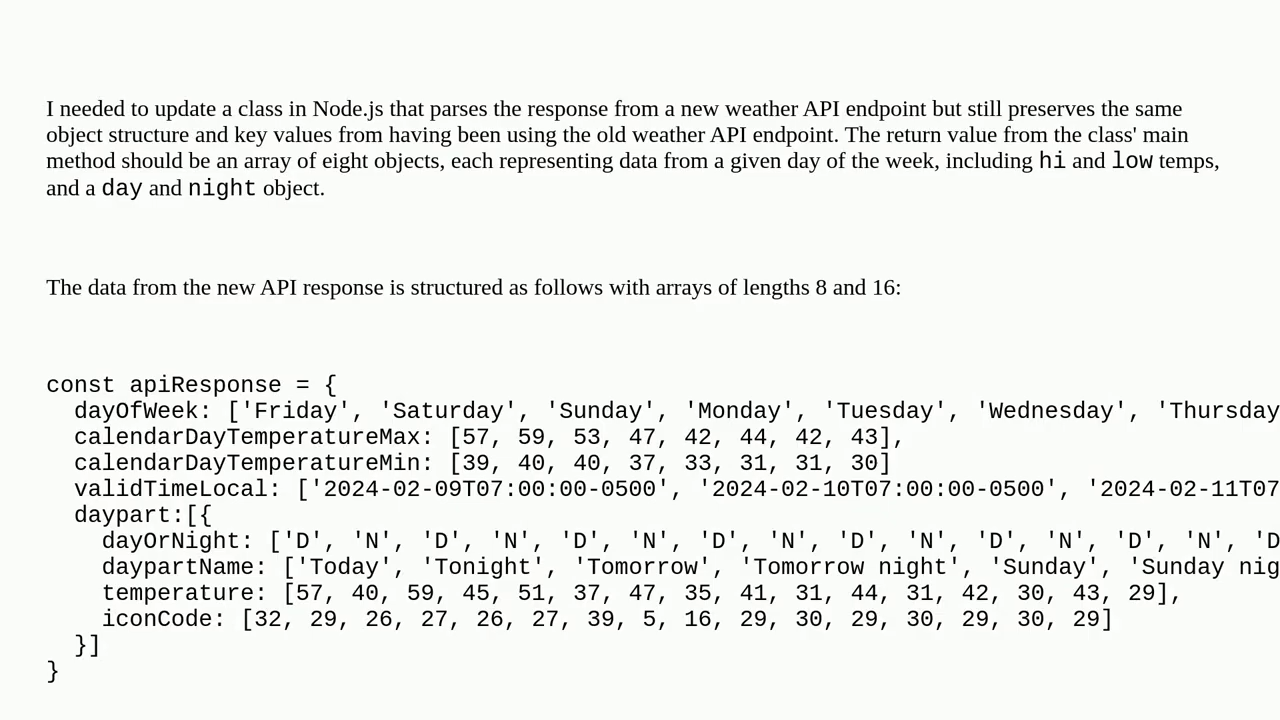 I needed to update a class in Node.js that parses the response from a new weather API endpoint but still preserves the same
object structure and key values from having been using the old weather API endpoint. The return value from the class' main
method should be an array of eight objects, each representing data from a given day of the week, including hi and low temps,
and a day and night object.
The data from the new API response is structured as follows with arrays of lengths 8 and 16:
const apiResponse = {
  dayOfWeek: ['Friday', 'Saturday', 'Sunday', 'Monday', 'Tuesday', 'Wednesday', 'Thursday
  calendarDayTemperatureMax: [57, 59, 53, 47, 42, 44, 42, 43],
  calendarDayTemperatureMin: [39, 40, 40, 37, 33, 31, 31, 30]
  validTimeLocal: ['2024-02-09T07:00:00-0500', '2024-02-10T07:00:00-0500', '2024-02-11T07
  daypart:[{
    dayOrNight: ['D', 'N', 'D', 'N', 'D', 'N', 'D', 'N', 'D', 'N', 'D', 'N', 'D', 'N', 'D
    daypartName: ['Today', 'Tonight', 'Tomorrow', 'Tomorrow night', 'Sunday', 'Sunday nig
    temperature: [57, 40, 59, 45, 51, 37, 47, 35, 41, 31, 44, 31, 42, 30, 43, 29],
    iconCode: [32, 29, 26, 27, 26, 27, 39, 5, 16, 29, 30, 29, 30, 29, 30, 29]
  }]
}